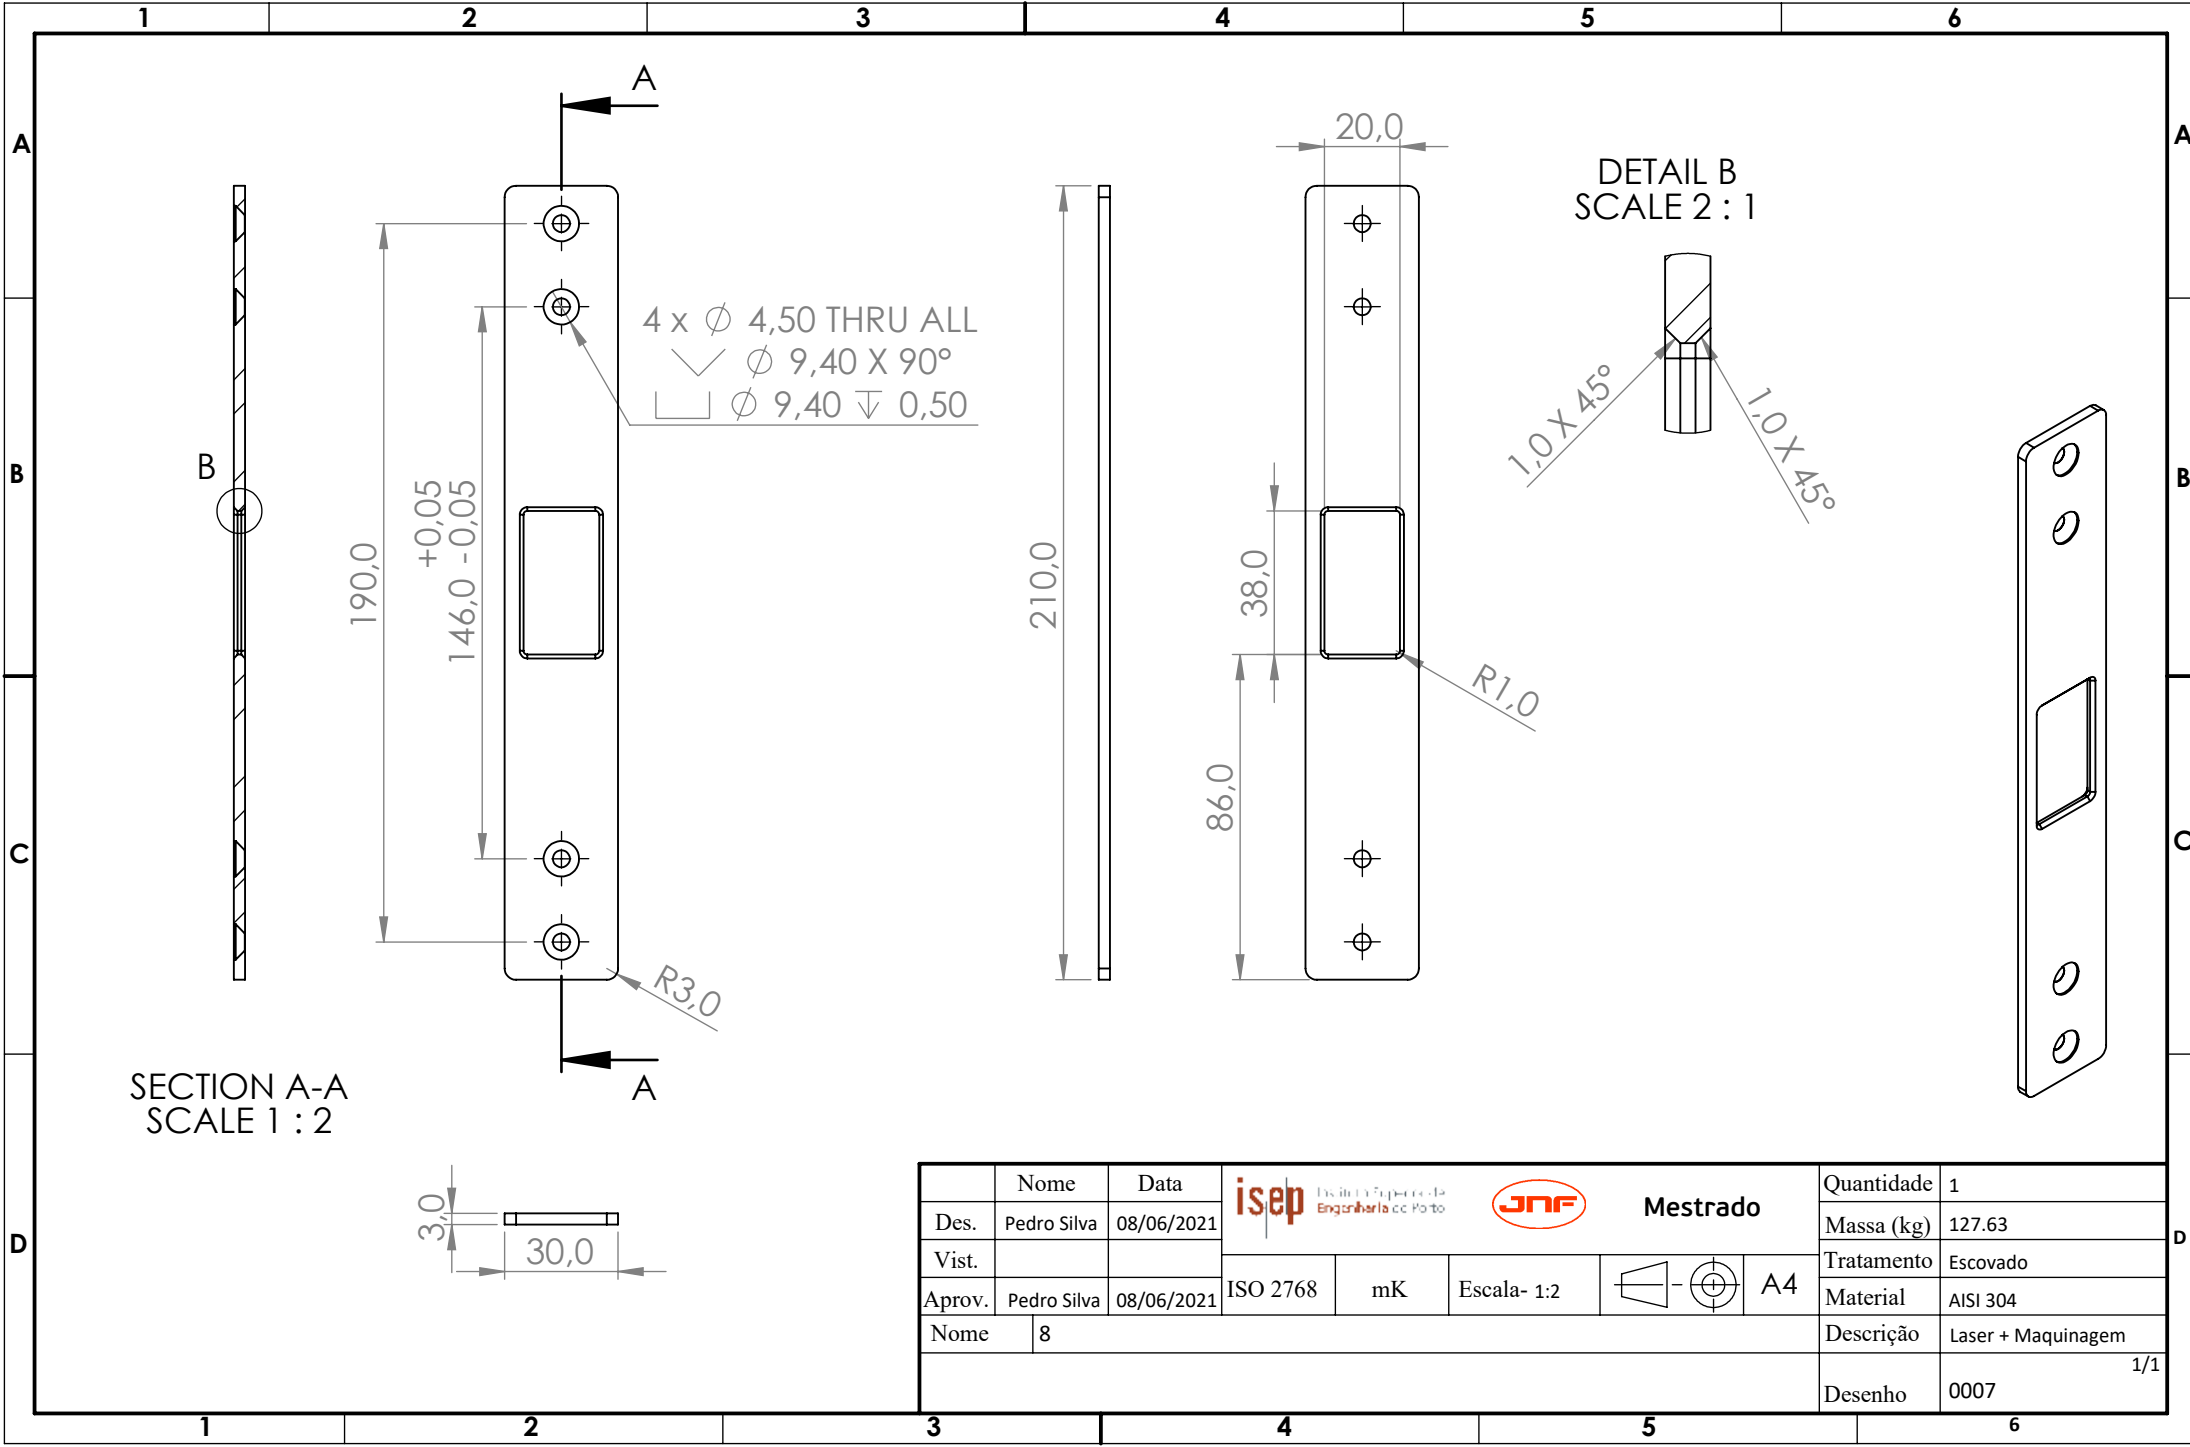 1 2 3 4 5 6
A A
B B
C C
D D
A
A
B
SECTION A-A
SCALE 1 : 2
190,0
+0,05
146,0 -0,05
4 x ∅ 4,50 THRU ALL
⌵ ∅ 9,40 X 90°
⌴ ∅ 9,40 ↧ 0,50
R3,0
3,0
30,0
210,0
20,0
38,0
86,0
R1,0
DETAIL B
SCALE 2 : 1
1,0 X 45°
1,0 X 45°
Nome Data
Des. Pedro Silva 08/06/2021
Vist.
Aprov. Pedro Silva 08/06/2021
Nome 8
isep
Engenharia do Porto
JNF
Mestrado
ISO 2768 mK Escala- 1:2 A4
Quantidade 1
Massa (kg) 127.63
Tratamento Escovado
Material AISI 304
Descrição Laser + Maquinagem
1/1
Desenho 0007
1 2 3 4 5 6